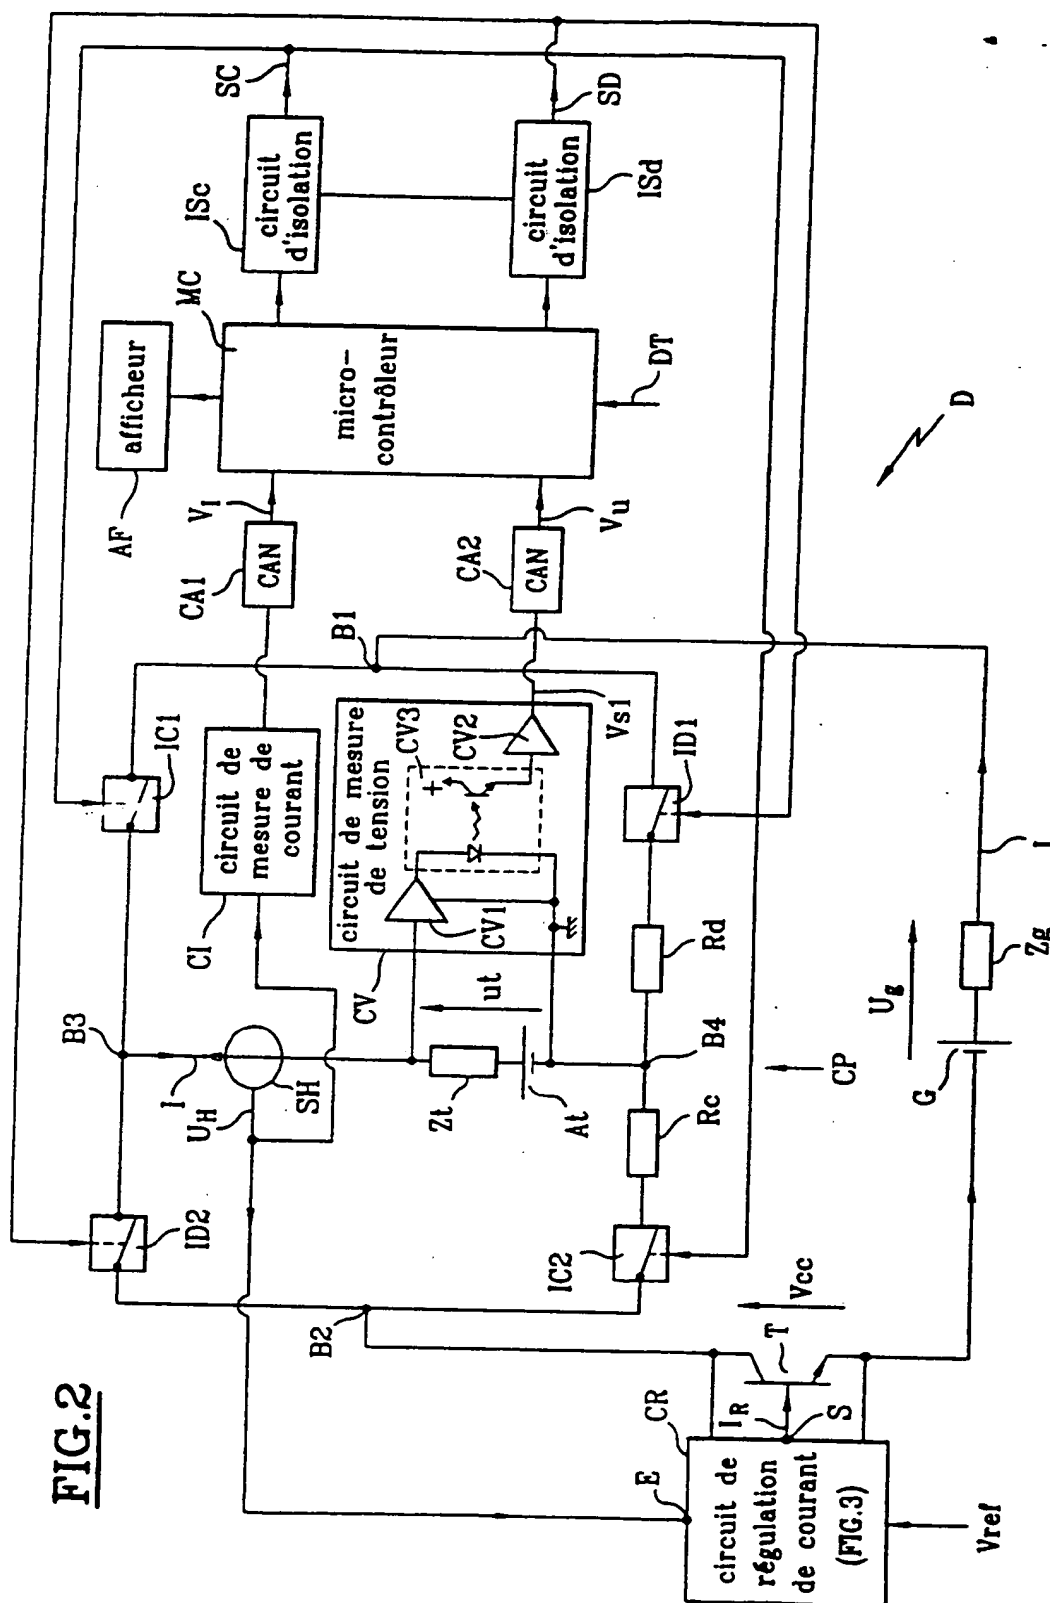 FIG.2
SC
SD
ISc
circuit
d'isolation
circuit
d'isolation
ISd
MC
afficheur
AF
micro-
contrôleur
DT
D
VI
Vu
CA1
CAN
CA2
CAN
B1
IC1
circuit de
mesure de
courant
CI
circuit de mesure
de tension
CV3
CV2
+
CV1
Vs1
CV
ID1
B3
I
UH
SH
ut
Zt
At
Rd
B4
Rc
CP
ID2
IC2
B2
Ug
G
Zg
I
Vcc
T
CR
IR
S
E
circuit de
régulation
de courant
(FIG.3)
Vref